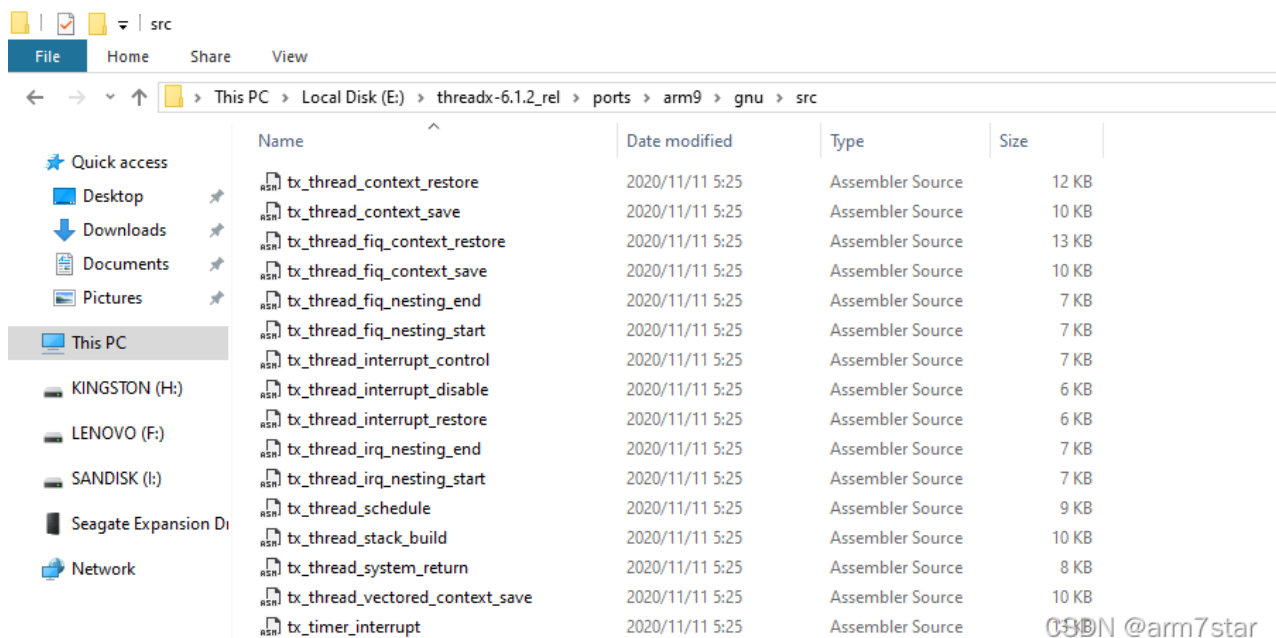 src
File Home Share View
This PC > Local Disk (E:) > threadx-6.1.2_rel > ports > arm9 > gnu > src
Name Date modified Type Size
Quick access
Desktop
Downloads
Documents
Pictures
This PC
KINGSTON (H:)
LENOVO (F:)
SANDISK (I:)
Seagate Expansion Dr
Network
tx_thread_context_restore 2020/11/11 5:25 Assembler Source 12 KB
tx_thread_context_save 2020/11/11 5:25 Assembler Source 10 KB
tx_thread_fiq_context_restore 2020/11/11 5:25 Assembler Source 13 KB
tx_thread_fiq_context_save 2020/11/11 5:25 Assembler Source 10 KB
tx_thread_fiq_nesting_end 2020/11/11 5:25 Assembler Source 7 KB
tx_thread_fiq_nesting_start 2020/11/11 5:25 Assembler Source 7 KB
tx_thread_interrupt_control 2020/11/11 5:25 Assembler Source 7 KB
tx_thread_interrupt_disable 2020/11/11 5:25 Assembler Source 6 KB
tx_thread_interrupt_restore 2020/11/11 5:25 Assembler Source 6 KB
tx_thread_irq_nesting_end 2020/11/11 5:25 Assembler Source 7 KB
tx_thread_irq_nesting_start 2020/11/11 5:25 Assembler Source 7 KB
tx_thread_schedule 2020/11/11 5:25 Assembler Source 9 KB
tx_thread_stack_build 2020/11/11 5:25 Assembler Source 10 KB
tx_thread_system_return 2020/11/11 5:25 Assembler Source 8 KB
tx_thread_vectored_context_save 2020/11/11 5:25 Assembler Source 10 KB
tx_timer_interrupt 2020/11/11 5:25 Assembler Source KB
CSDN @arm7star